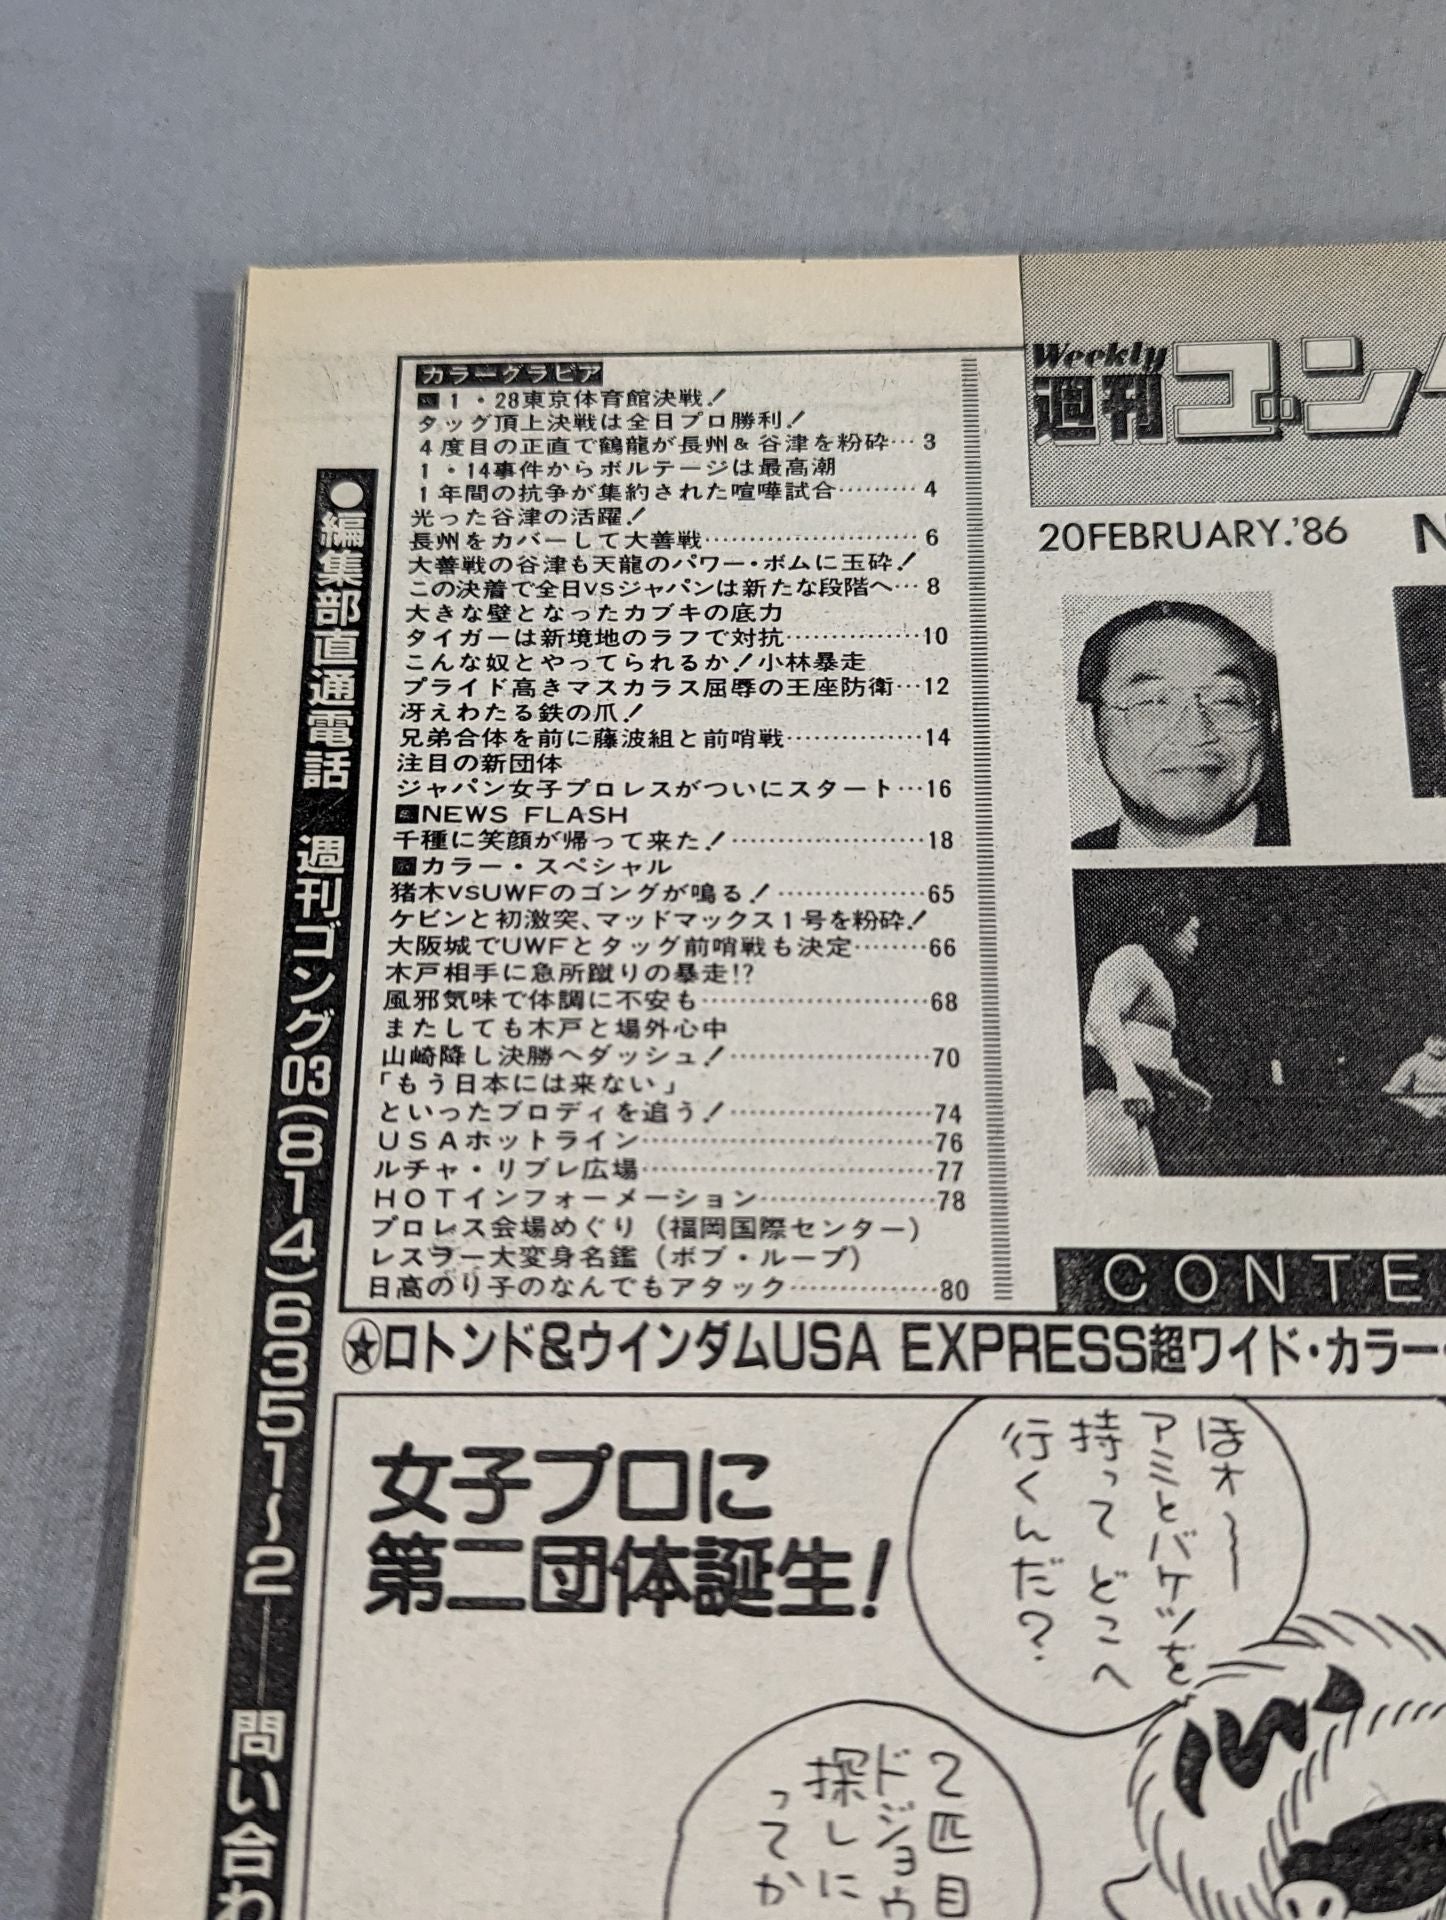 カラーグラビア
1・28東京体育館決戦!
タッグ頂上決戦は全日プロ勝利!
4度目の正直で鶴龍が長州&谷津を粉砕…3
1・14事件からボルテージは最高潮
1年間の抗争が集約された喧嘩試合………4
光った谷津の活躍!
長州をカバーして大善戦……………………6
大善戦の谷津も天龍のパワー・ボムに玉砕!
この決着で全日VSジャパンは新たな段階へ…8
大きな壁となったカブキの底力
タイガーは新境地のラフで対抗……………10
こんな奴とやってられるか!小林暴走
プライド高きマスカラス屈辱の王座防衛…12
冴えわたる鉄の爪!
兄弟合体を前に藤波組と前哨戦……………14
注目の新団体
ジャパン女子プロレスがついにスタート…16
NEWS FLASH
千種に笑顔が帰って来た!…………………18
カラー・スペシャル
猪木VSUWFのゴングが鳴る!……………65
ケビンと初激突、マッドマックス1号を粉砕!
大阪城でUWFとタッグ前哨戦も決定………66
木戸相手に急所蹴りの暴走!?
風邪気味で体調に不安も……………………68
またしても木戸と場外心中
山崎降し決勝へダッシュ!…………………70
「もう日本には来ない」
といったブロディを追う!…………………74
USAホットライン…………………………76
ルチャ・リブレ広場…………………………77
HOTインフォーメーション………………78
プロレス会場めぐり(福岡国際センター)
レスラー大変身名鑑(ボブ・ループ)
日高のり子のなんでもアタック……………80
●編集部直通電話 週刊ゴング03(814)6351〜2 問い合わ
Weekly
週刊ゴン
20FEBRUARY.'86
N
CONTE
★ロトンド&ウインダムUSA EXPRESS超ワイド・カラー
女子プロに
第二団体誕生!
ほォ〜
アミとバケツを
持ってどこへ
行くんだ?
2匹目
ドジョウ
探しに
ってか